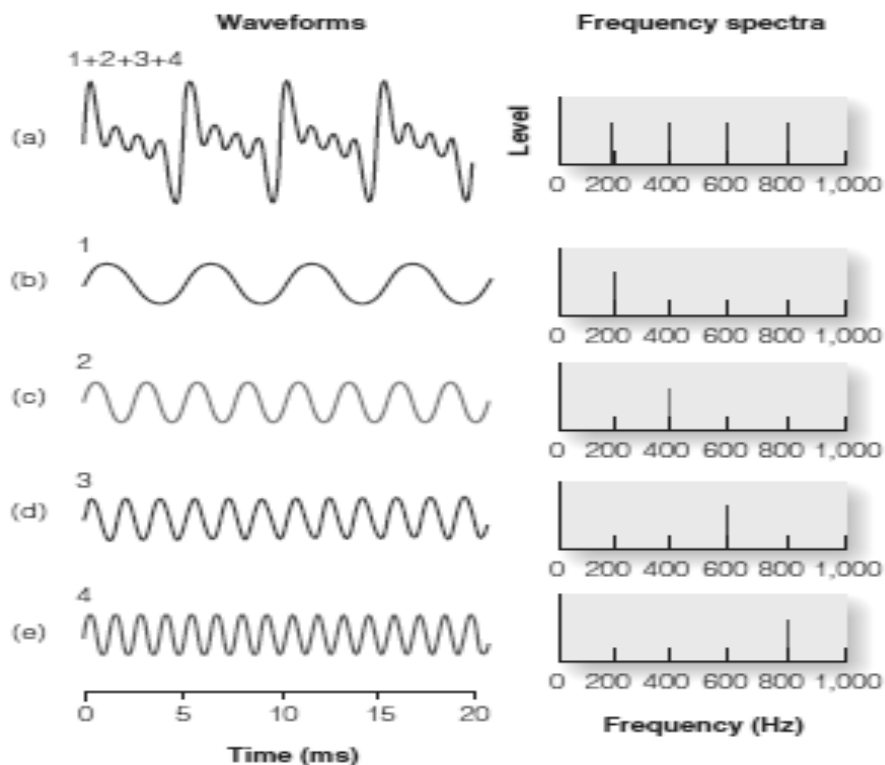 Waveforms
Frequency spectra
1+2+3+4
(a)
Level
0 200 400 600 800 1,000
1
(b)
0 200 400 600 800 1,000
2
(c)
0 200 400 600 800 1,000
3
(d)
0 200 400 600 800 1,000
4
(e)
0 200 400 600 800 1,000
0 5 10 15 20
Time (ms)
Frequency (Hz)